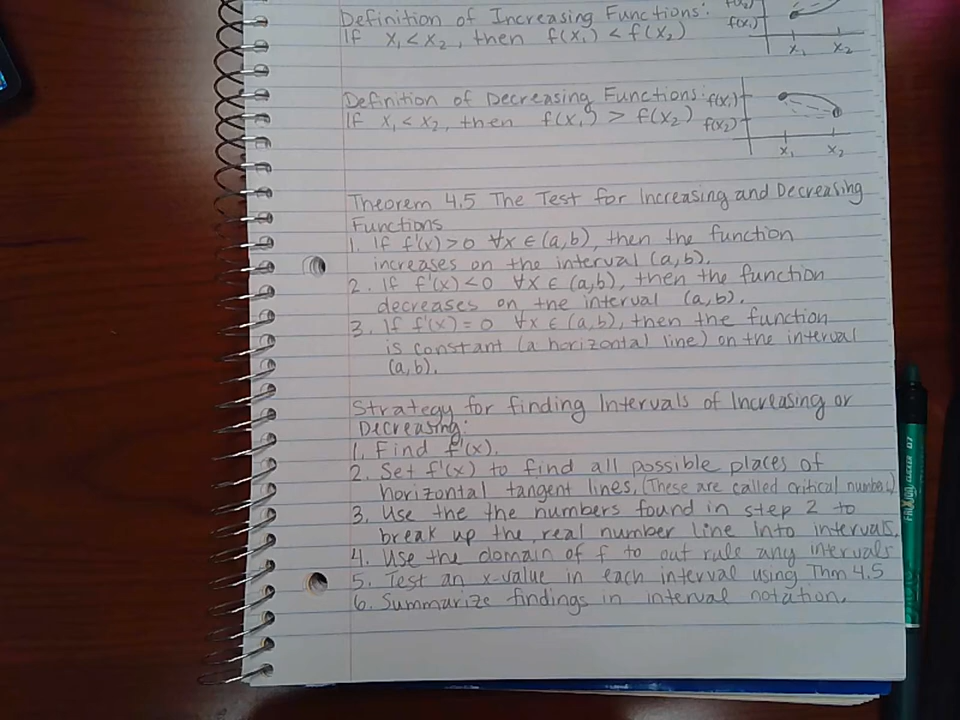 Definition of Increasing Functions:
If x₁ < x₂, then f(x₁) < f(x₂)
f(x₂)
f(x₁)
x₁ x₂
Definition of Decreasing Functions:
If x₁ < x₂, then f(x₁) > f(x₂)
f(x₁)
f(x₂)
x₁ x₂
Theorem 4.5 The Test for Increasing and Decreasing
Functions
1. If f'(x) > 0 ∀x ∈ (a,b), then the function
increases on the interval (a,b).
2. If f'(x) < 0 ∀x ∈ (a,b), then the function
decreases on the interval (a,b).
3. If f'(x) = 0 ∀x ∈ (a,b), then the function
is constant (a horizontal line) on the interval
(a,b).
Strategy for finding Intervals of Increasing or
Decreasing:
1. Find f'(x).
2. Set f'(x) to find all possible places of
horizontal tangent lines. (These are called critical number.)
3. Use the the numbers found in step 2 to
break up the real number line into intervals.
4. Use the domain of f to out rule any intervals
5. Test an x-value in each interval using Thm 4.5
6. Summarize findings in interval notation.